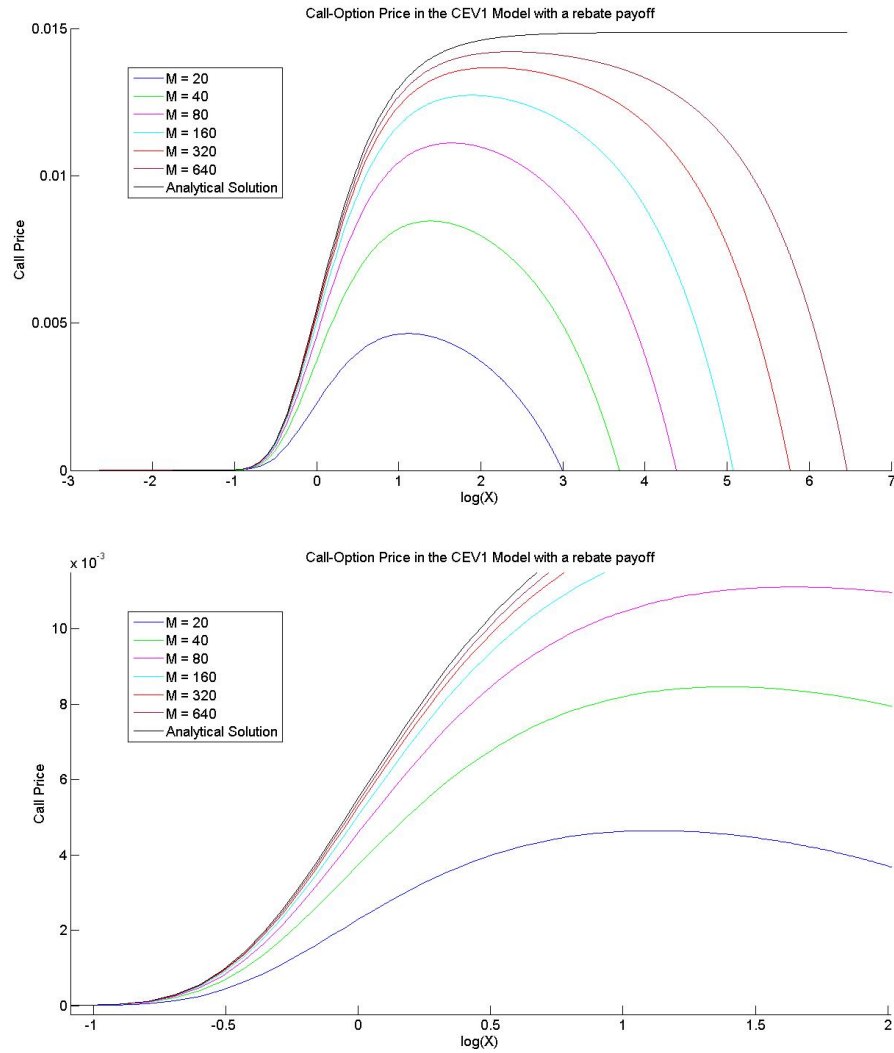 Call-Option Price in the CEV1 Model with a rebate payoff
0.015
M = 20
M = 40
M = 80
M = 160
M = 320
M = 640
Analytical Solution
0.01
Call Price
0.005
0
-3 -2 -1 0 1 2 3 4 5 6 7
log(X)
x 10⁻³
Call-Option Price in the CEV1 Model with a rebate payoff
10
M = 20
M = 40
M = 80
M = 160
M = 320
M = 640
Analytical Solution
8
6
Call Price
4
2
0
-1 -0.5 0 0.5 1 1.5 2
log(X)